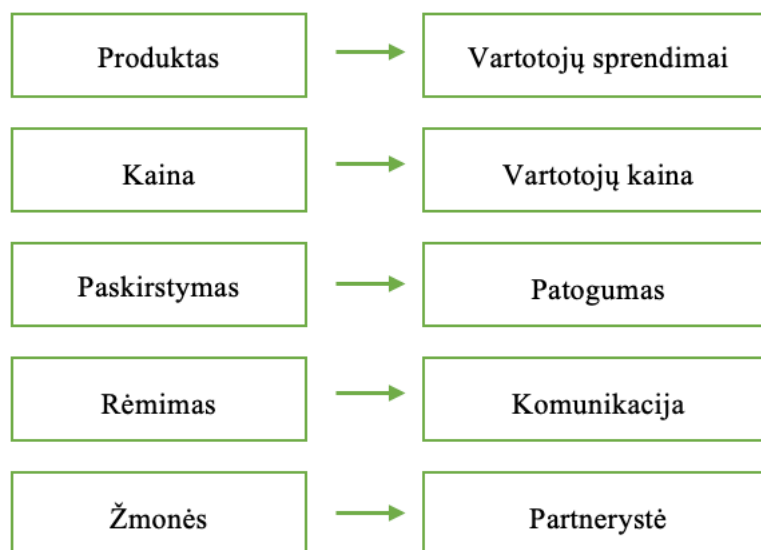 Produktas
Vartotojų sprendimai
Kaina
Vartotojų kaina
Paskirstymas
Patogumas
Rėmimas
Komunikacija
Žmonės
Partnerystė